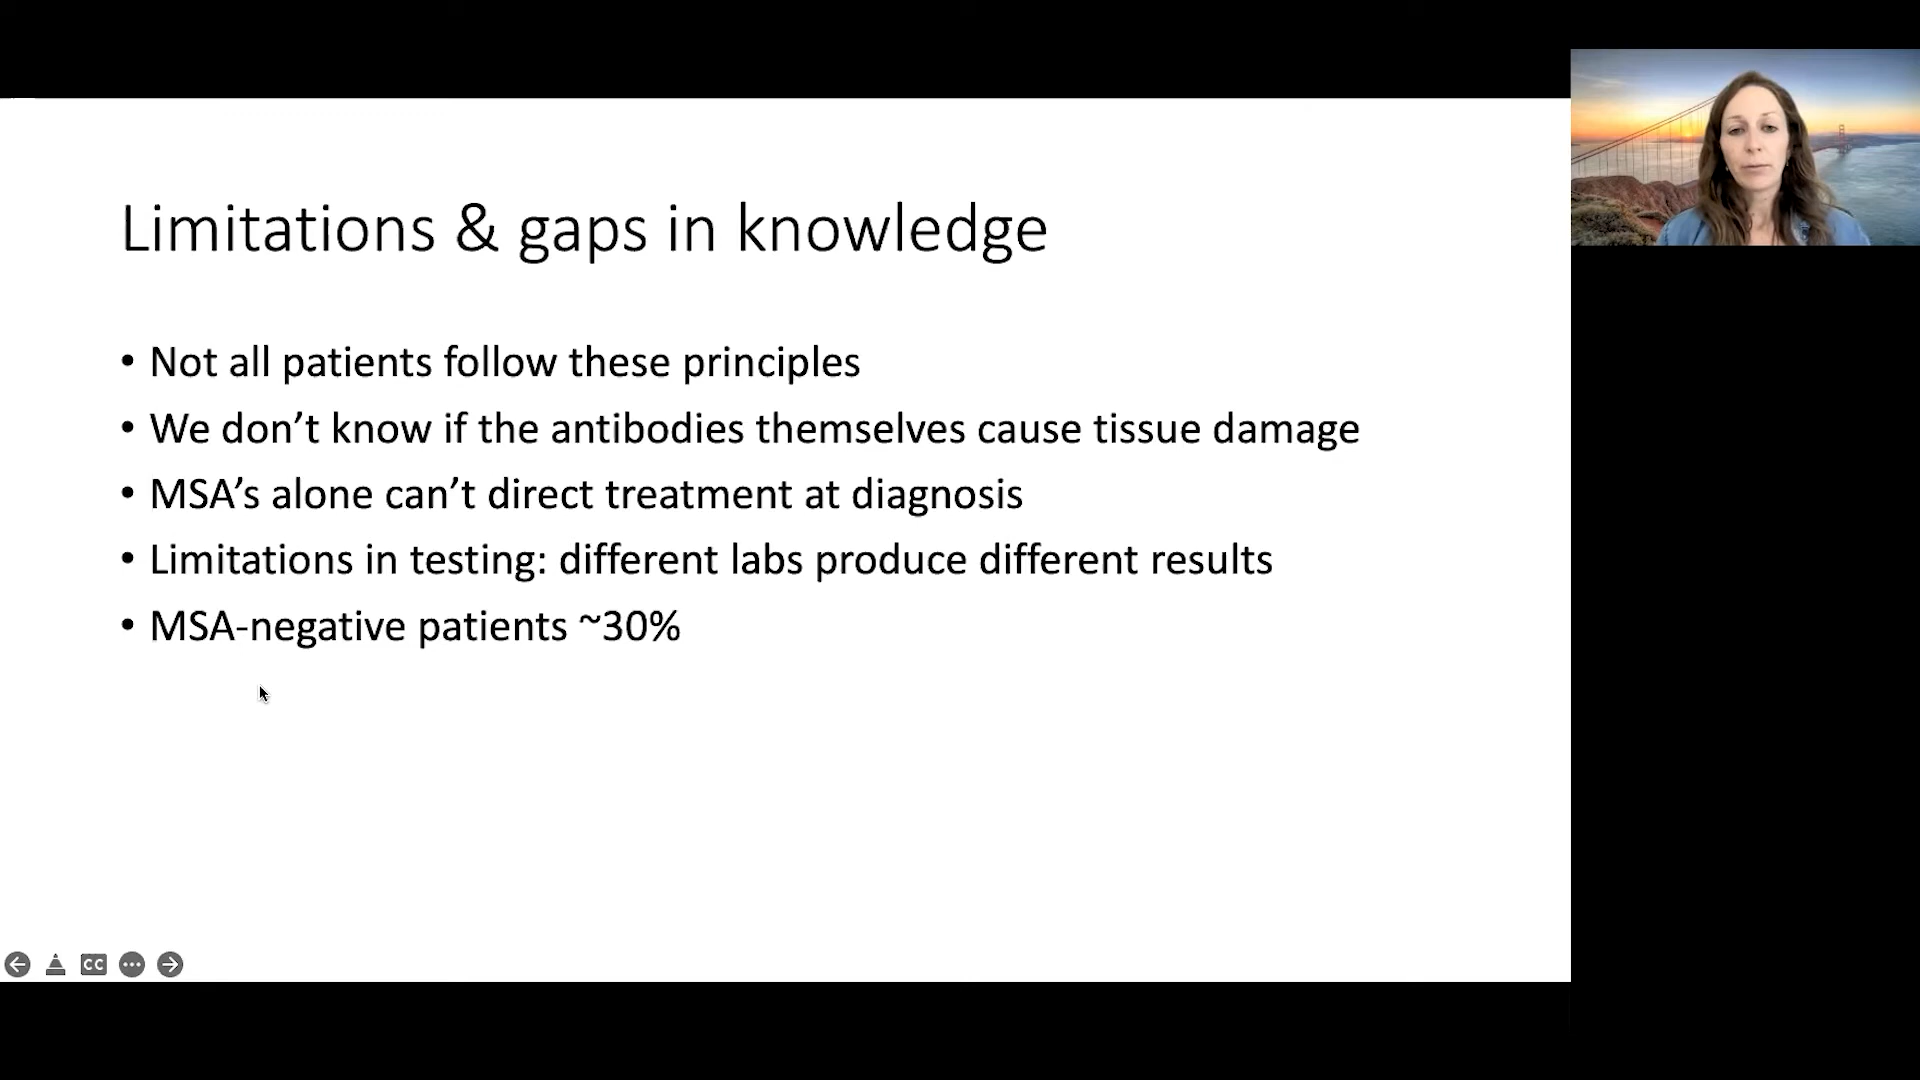 Limitations & gaps in knowledge
• Not all patients follow these principles
• We don’t know if the antibodies themselves cause tissue damage
• MSA’s alone can’t direct treatment at diagnosis
• Limitations in testing: different labs produce different results
• MSA-negative patients ~30%
CC